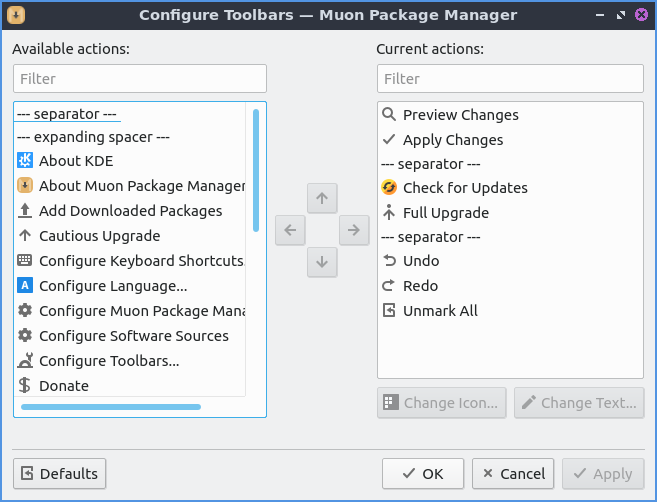 Configure Toolbars — Muon Package Manager
Available actions:
Filter
--- separator ---
--- expanding spacer ---
About KDE
About Muon Package Manager
Add Downloaded Packages
Cautious Upgrade
Configure Keyboard Shortcuts.
Configure Language...
Configure Muon Package Mana
Configure Software Sources
Configure Toolbars...
Donate
Current actions:
Filter
Preview Changes
Apply Changes
--- separator ---
Check for Updates
Full Upgrade
--- separator ---
Undo
Redo
Unmark All
Change Icon...
Change Text...
Defaults
OK
Cancel
Apply